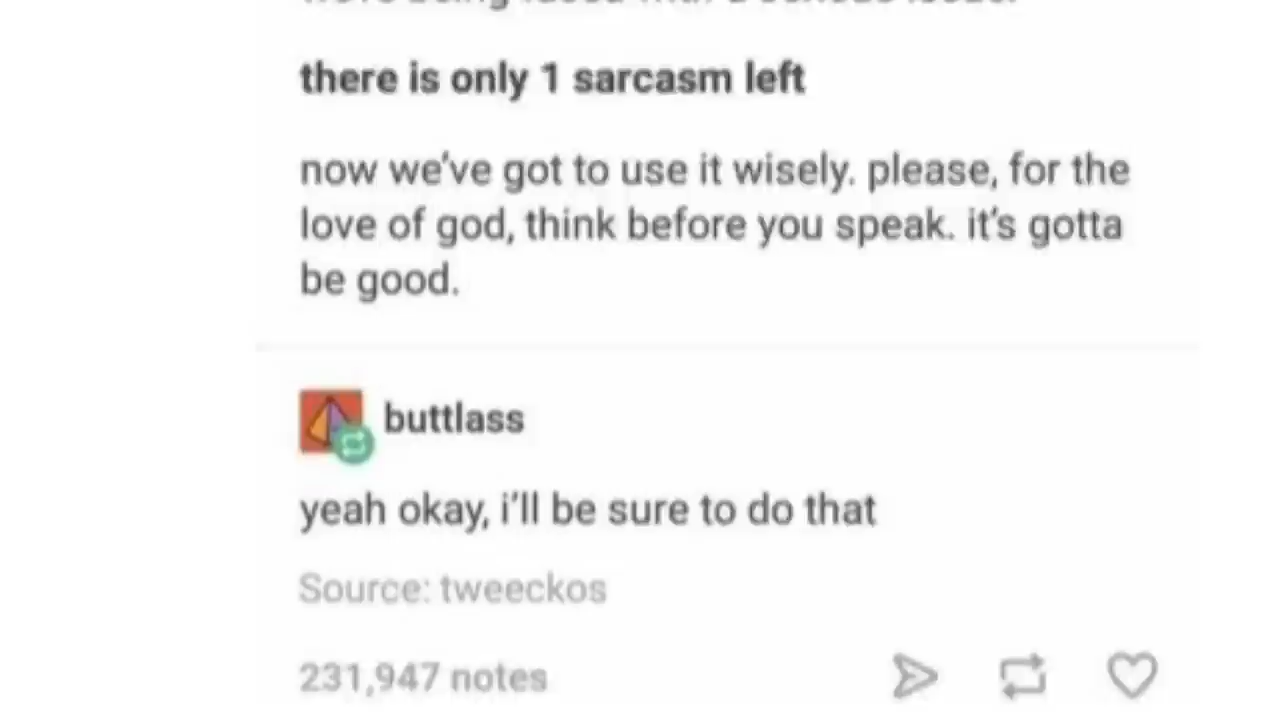 there is only 1 sarcasm left
now we've got to use it wisely. please, for the
love of god, think before you speak. it's gotta
be good.
buttlass
yeah okay, i'll be sure to do that
Source: tweeckos
231,947 notes